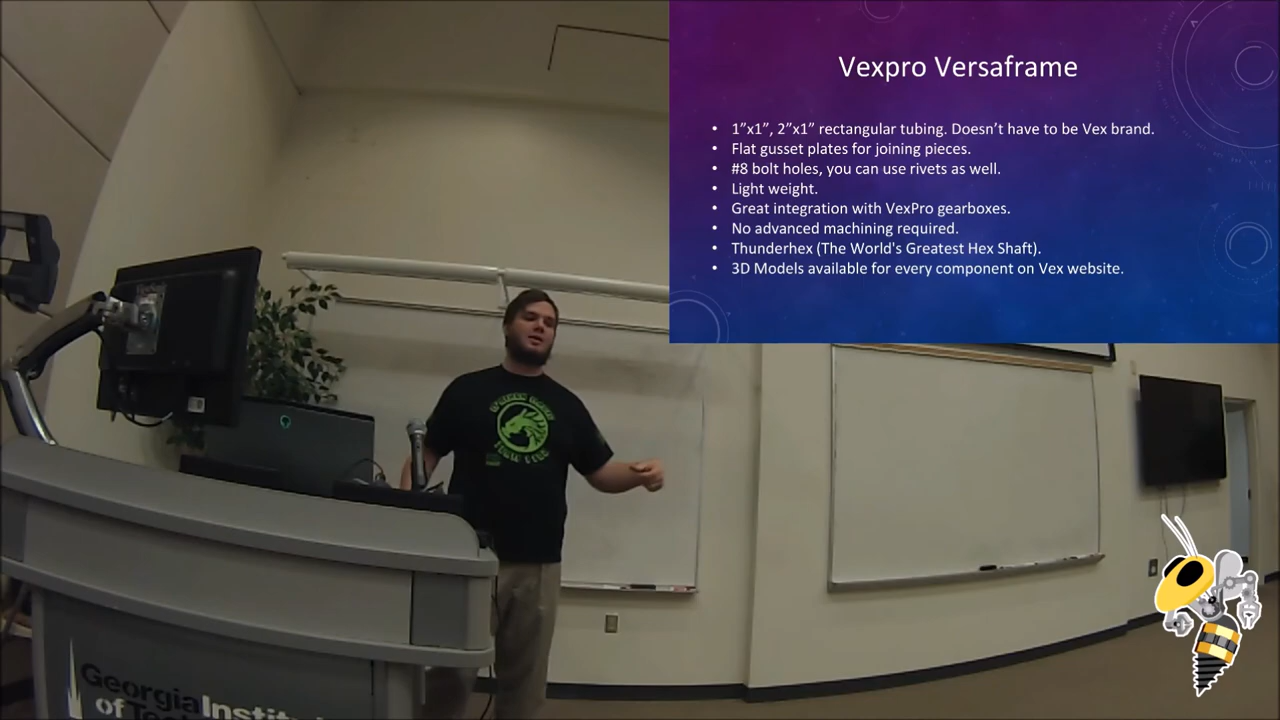 Vexpro Versaframe
• 1”x1”, 2”x1” rectangular tubing. Doesn’t have to be Vex brand.
• Flat gusset plates for joining pieces.
• #8 bolt holes, you can use rivets as well.
• Light weight.
• Great integration with VexPro gearboxes.
• No advanced machining required.
• Thunderhex (The World's Greatest Hex Shaft).
• 3D Models available for every component on Vex website.
Georgia
of